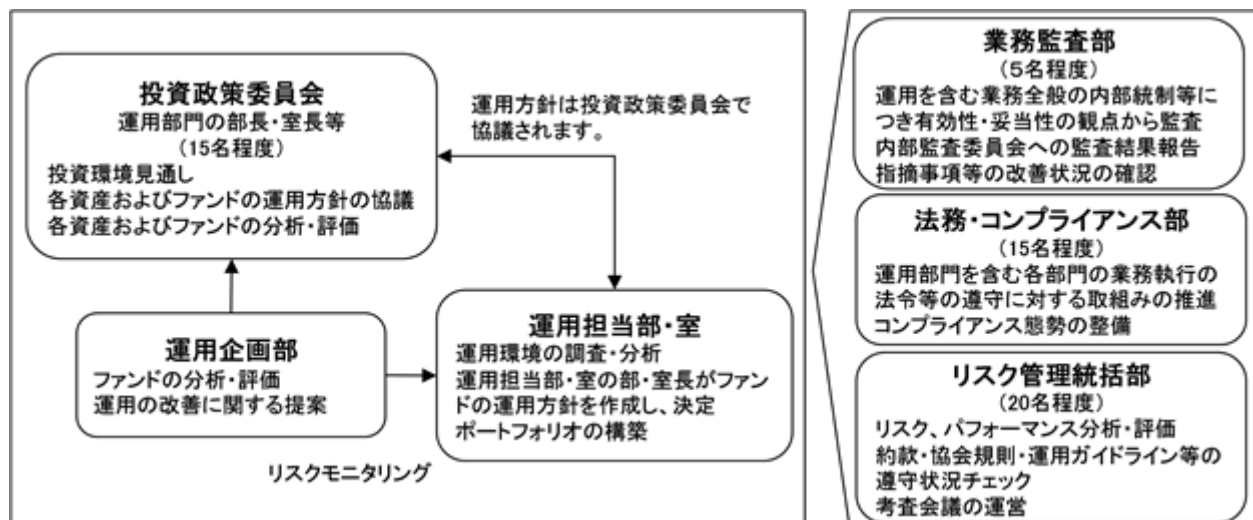 投資政策委員会
運用部門の部長・室長等
(15名程度)
投資環境見通し
各資産およびファンドの運用方針の協議
各資産およびファンドの分析・評価
運用方針は投資政策委員会で
協議されます。
運用企画部
ファンドの分析・評価
運用の改善に関する提案
運用担当部・室
運用環境の調査・分析
運用担当部・室の部・室長がファン
ドの運用方針を作成し、決定
ポートフォリオの構築
リスクモニタリング
業務監査部
(5名程度)
運用を含む業務全般の内部統制等に
つき有効性・妥当性の観点から監査
内部監査委員会への監査結果報告
指摘事項等の改善状況の確認
法務・コンプライアンス部
(15名程度)
運用部門を含む各部門の業務執行の
法令等の遵守に対する取組みの推進
コンプライアンス態勢の整備
リスク管理統括部
(20名程度)
リスク、パフォーマンス分析・評価
約款・協会規則・運用ガイドライン等の
遵守状況チェック
考査会議の運営